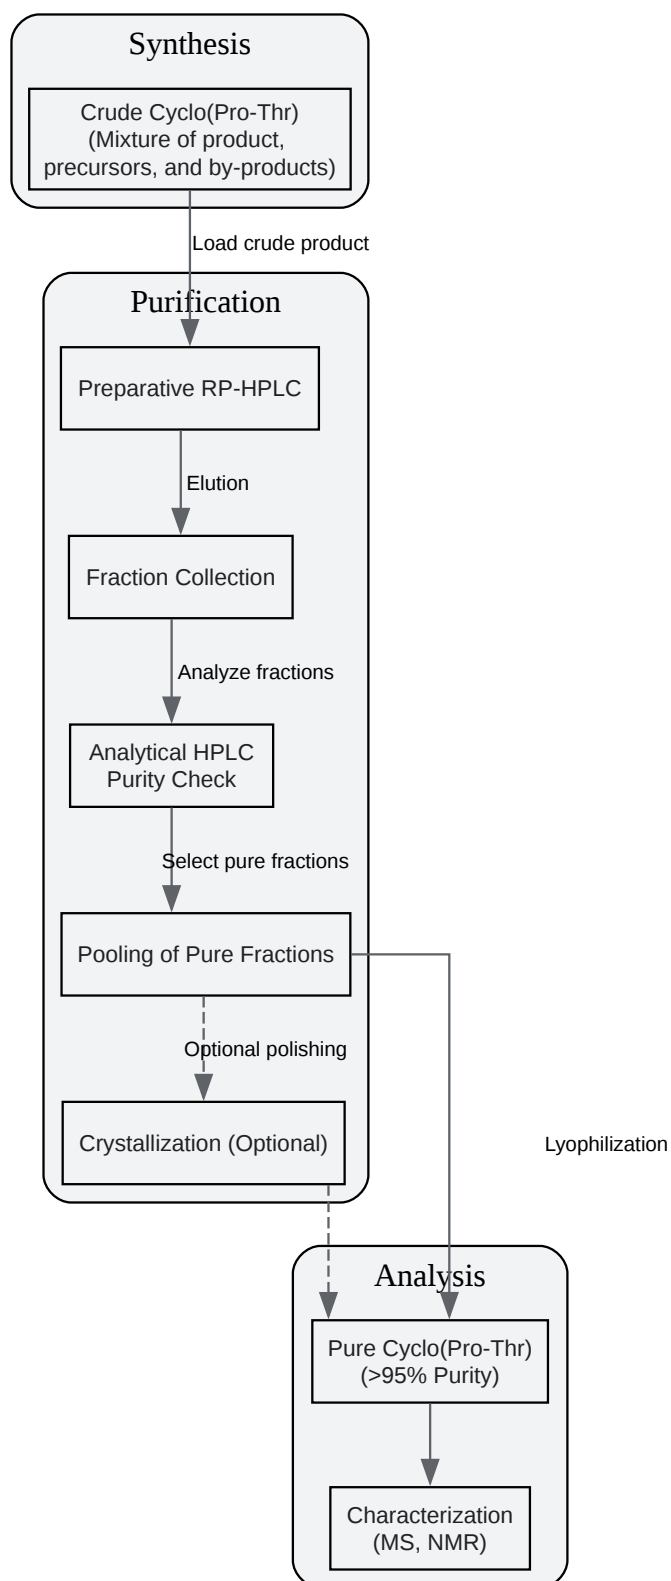 Synthesis
Crude Cyclo(Pro-Thr)
(Mixture of product,
precursors, and by-products)
Load crude product
Purification
Preparative RP-HPLC
Elution
Fraction Collection
Analyze fractions
Analytical HPLC
Purity Check
Select pure fractions
Pooling of Pure Fractions
Optional polishing
Crystallization (Optional)
Lyophilization
Analysis
Pure Cyclo(Pro-Thr)
(>95% Purity)
Characterization
(MS, NMR)